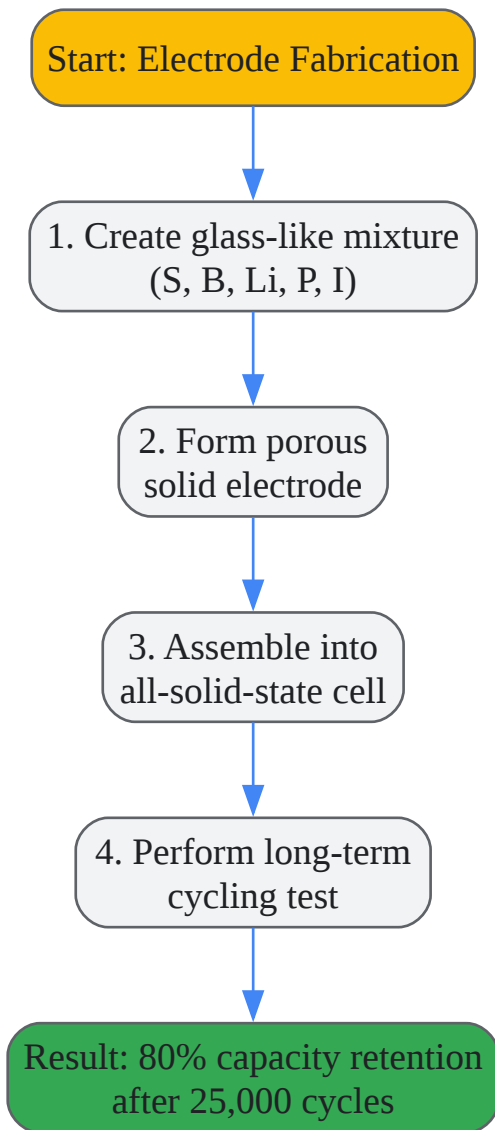 Start: Electrode Fabrication
1. Create glass-like mixture
(S, B, Li, P, I)
2. Form porous
solid electrode
3. Assemble into
all-solid-state cell
4. Perform long-term
cycling test
Result: 80% capacity retention
after 25,000 cycles